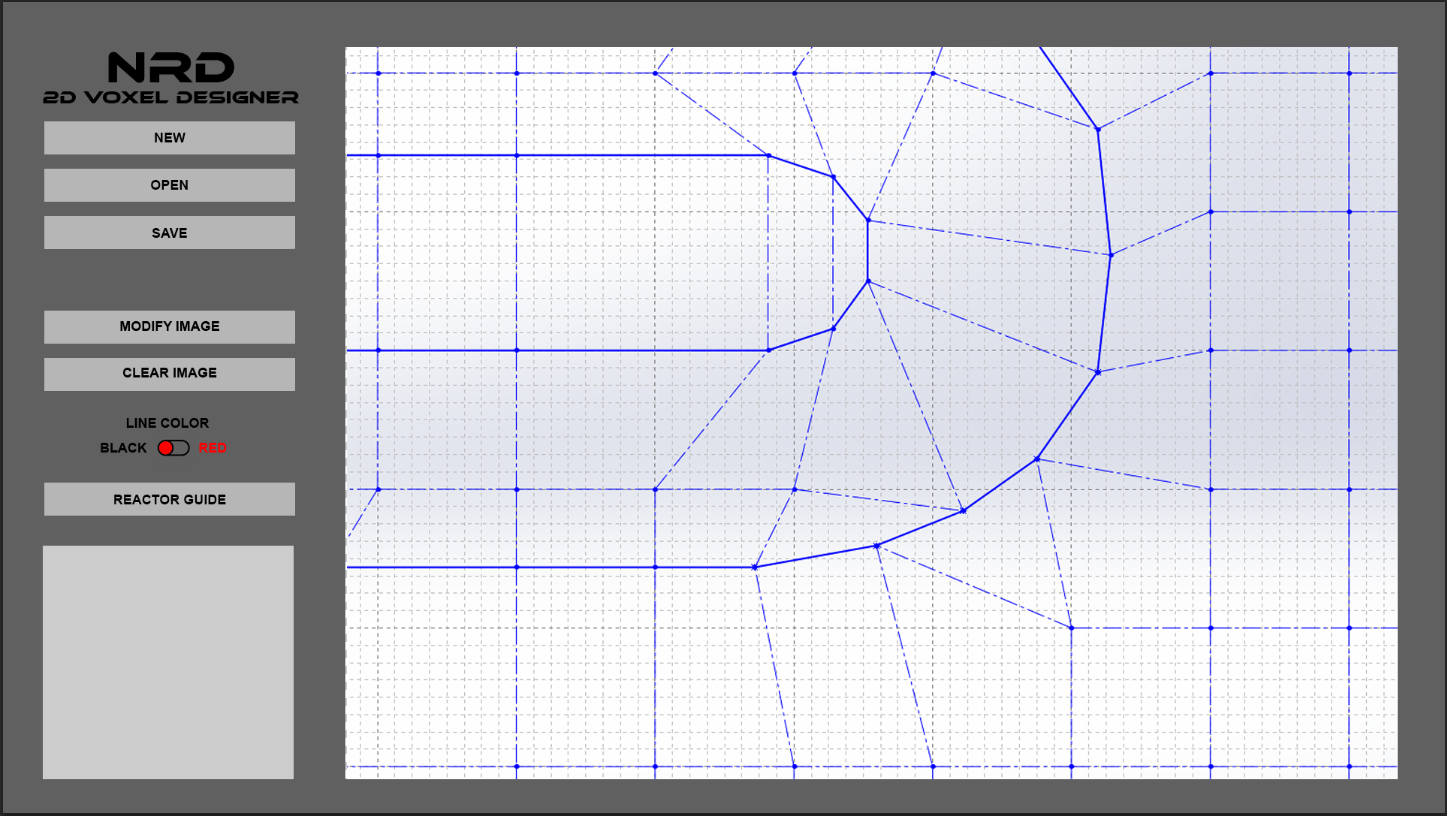 NRD
2D VOXEL DESIGNER
NEW
OPEN
SAVE
MODIFY IMAGE
CLEAR IMAGE
LINE COLOR
BLACK RED
REACTOR GUIDE